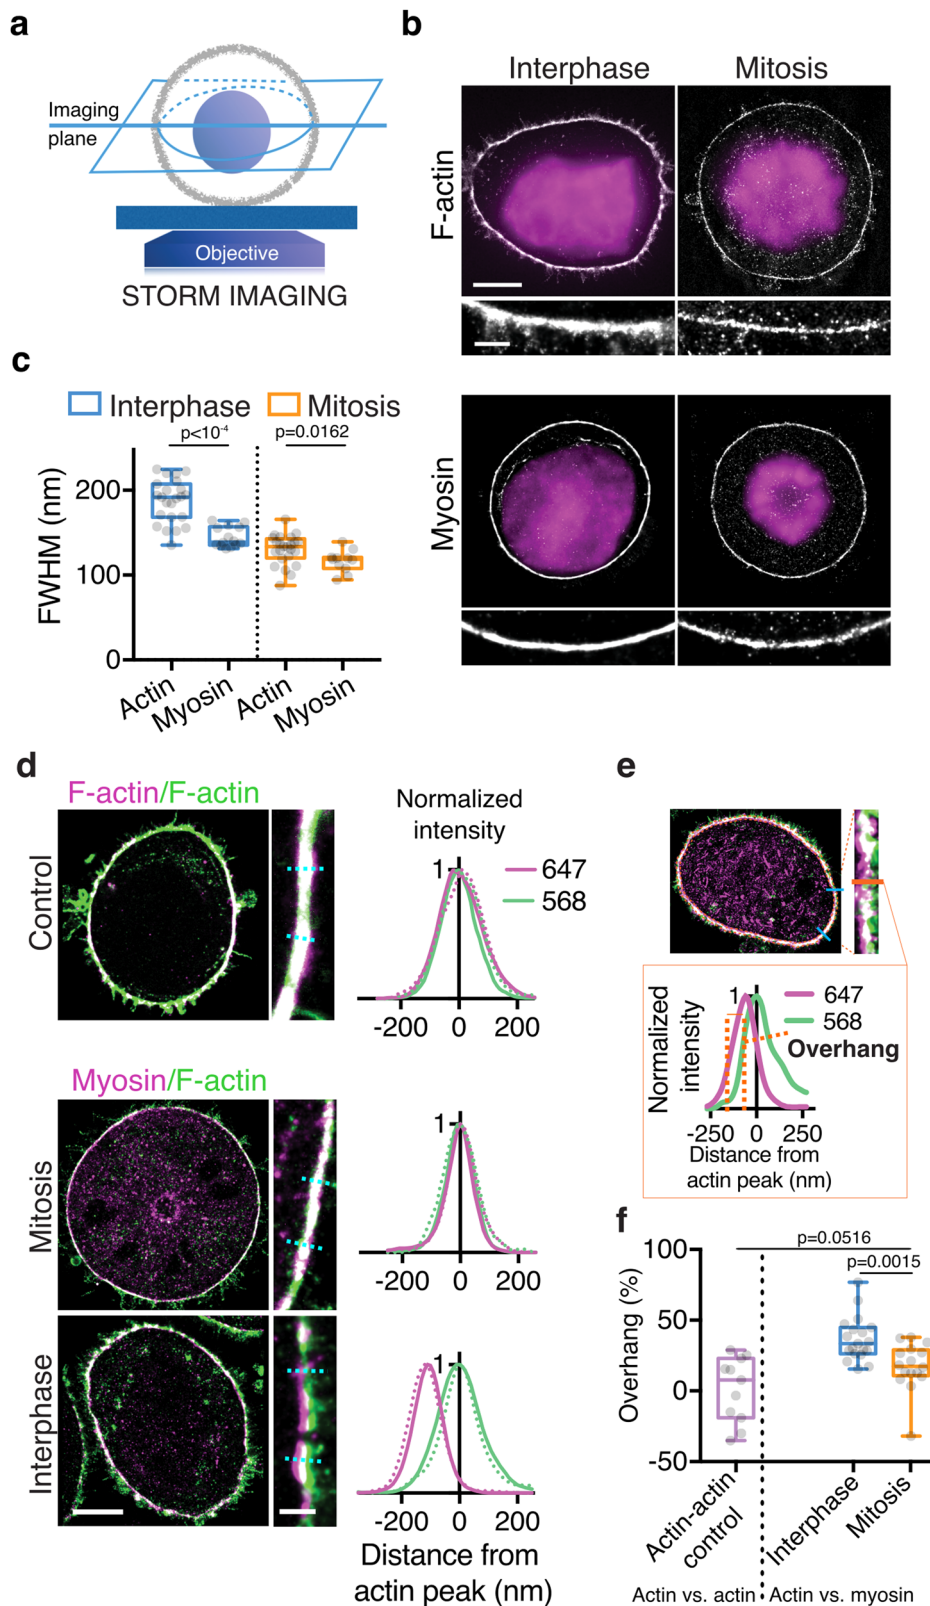 a
Imaging
plane
Objective
STORM IMAGING
b
Interphase
Mitosis
F-actin
Myosin
c
Interphase
Mitosis
p<10⁻⁴
p=0.0162
FWHM (nm)
200
100
0
Actin
Myosin
Actin
Myosin
d
F-actin/F-actin
Control
Normalized
intensity
1
647
568
-200 0 200
Myosin/F-actin
Mitosis
1
-200 0 200
Interphase
1
-200 0 200
Distance from
actin peak (nm)
e
Normalized
intensity
1
647
568
Overhang
-250 0 250
Distance from
actin peak (nm)
f
p=0.0516
p=0.0015
Overhang (%)
100
50
0
-50
Actin-actin
control
Interphase
Mitosis
Actin vs. actin
Actin vs. myosin